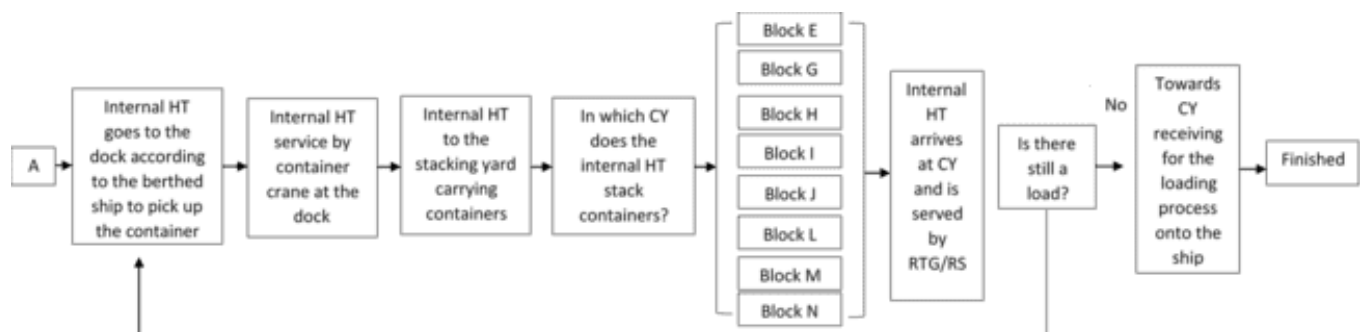 A
Internal HT
goes to the
dock according
to the berthed
ship to pick up
the container
Internal HT
service by
container
crane at the
dock
Internal HT
to the
stacking yard
carrying
containers
In which CY
does the
internal HT
stack
containers?
Block E
Block G
Block H
Block I
Block J
Block L
Block M
Block N
Internal
HT
arrives
at CY
and is
served
by
RTG/RS
Is there
still a
load?
No
Towards
CY
receiving
for the
loading
process
onto the
ship
Finished